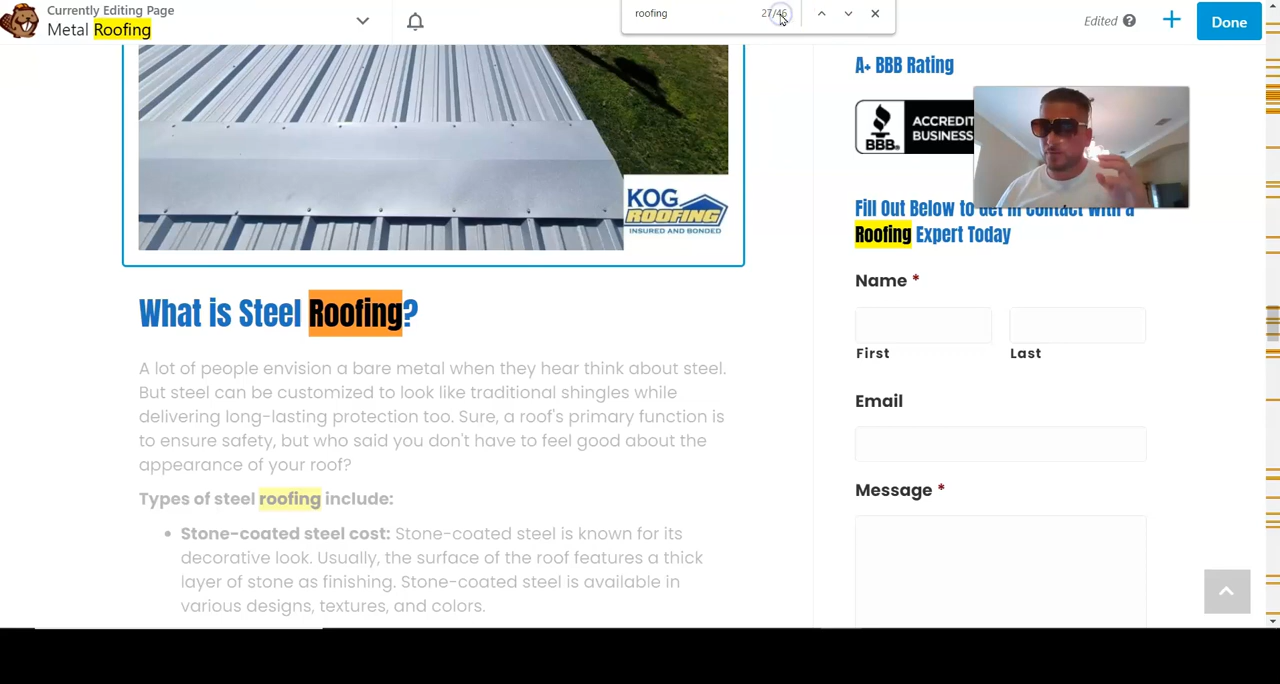 Currently Editing Page
Metal Roofing
roofing
27/46
Edited
Done
KOG
ROOFING
INSURED AND BONDED
What is Steel Roofing?
A lot of people envision a bare metal when they hear think about steel.
But steel can be customized to look like traditional shingles while
delivering long-lasting protection too. Sure, a roof's primary function is
to ensure safety, but who said you don't have to feel good about the
appearance of your roof?
Types of steel roofing include:
• Stone-coated steel cost: Stone-coated steel is known for its
decorative look. Usually, the surface of the roof features a thick
layer of stone as finishing. Stone-coated steel is available in
various designs, textures, and colors.
A+ BBB Rating
BBB
ACCREDIT
BUSINESS
Fill Out Below to Get in Contact with a
Roofing Expert Today
Name *
First
Last
Email
Message *